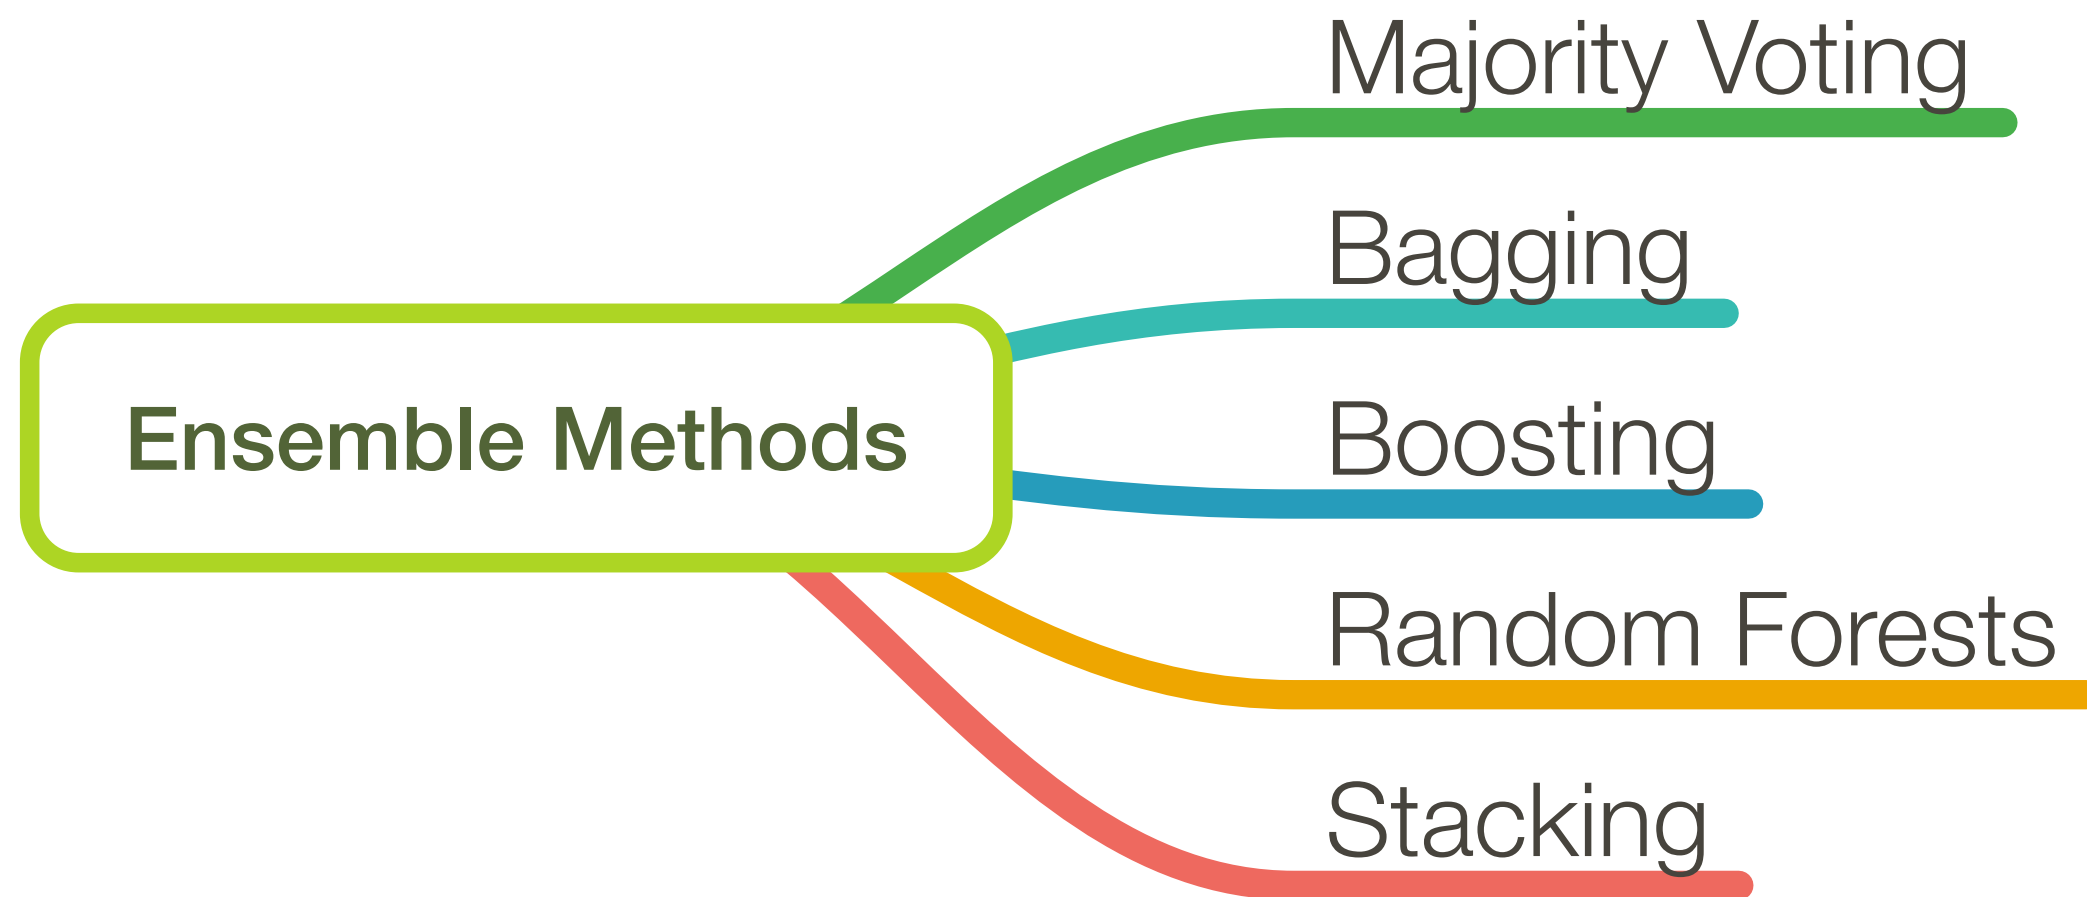 Majority Voting
Bagging
Ensemble Methods
Boosting
Random Forests
Stacking